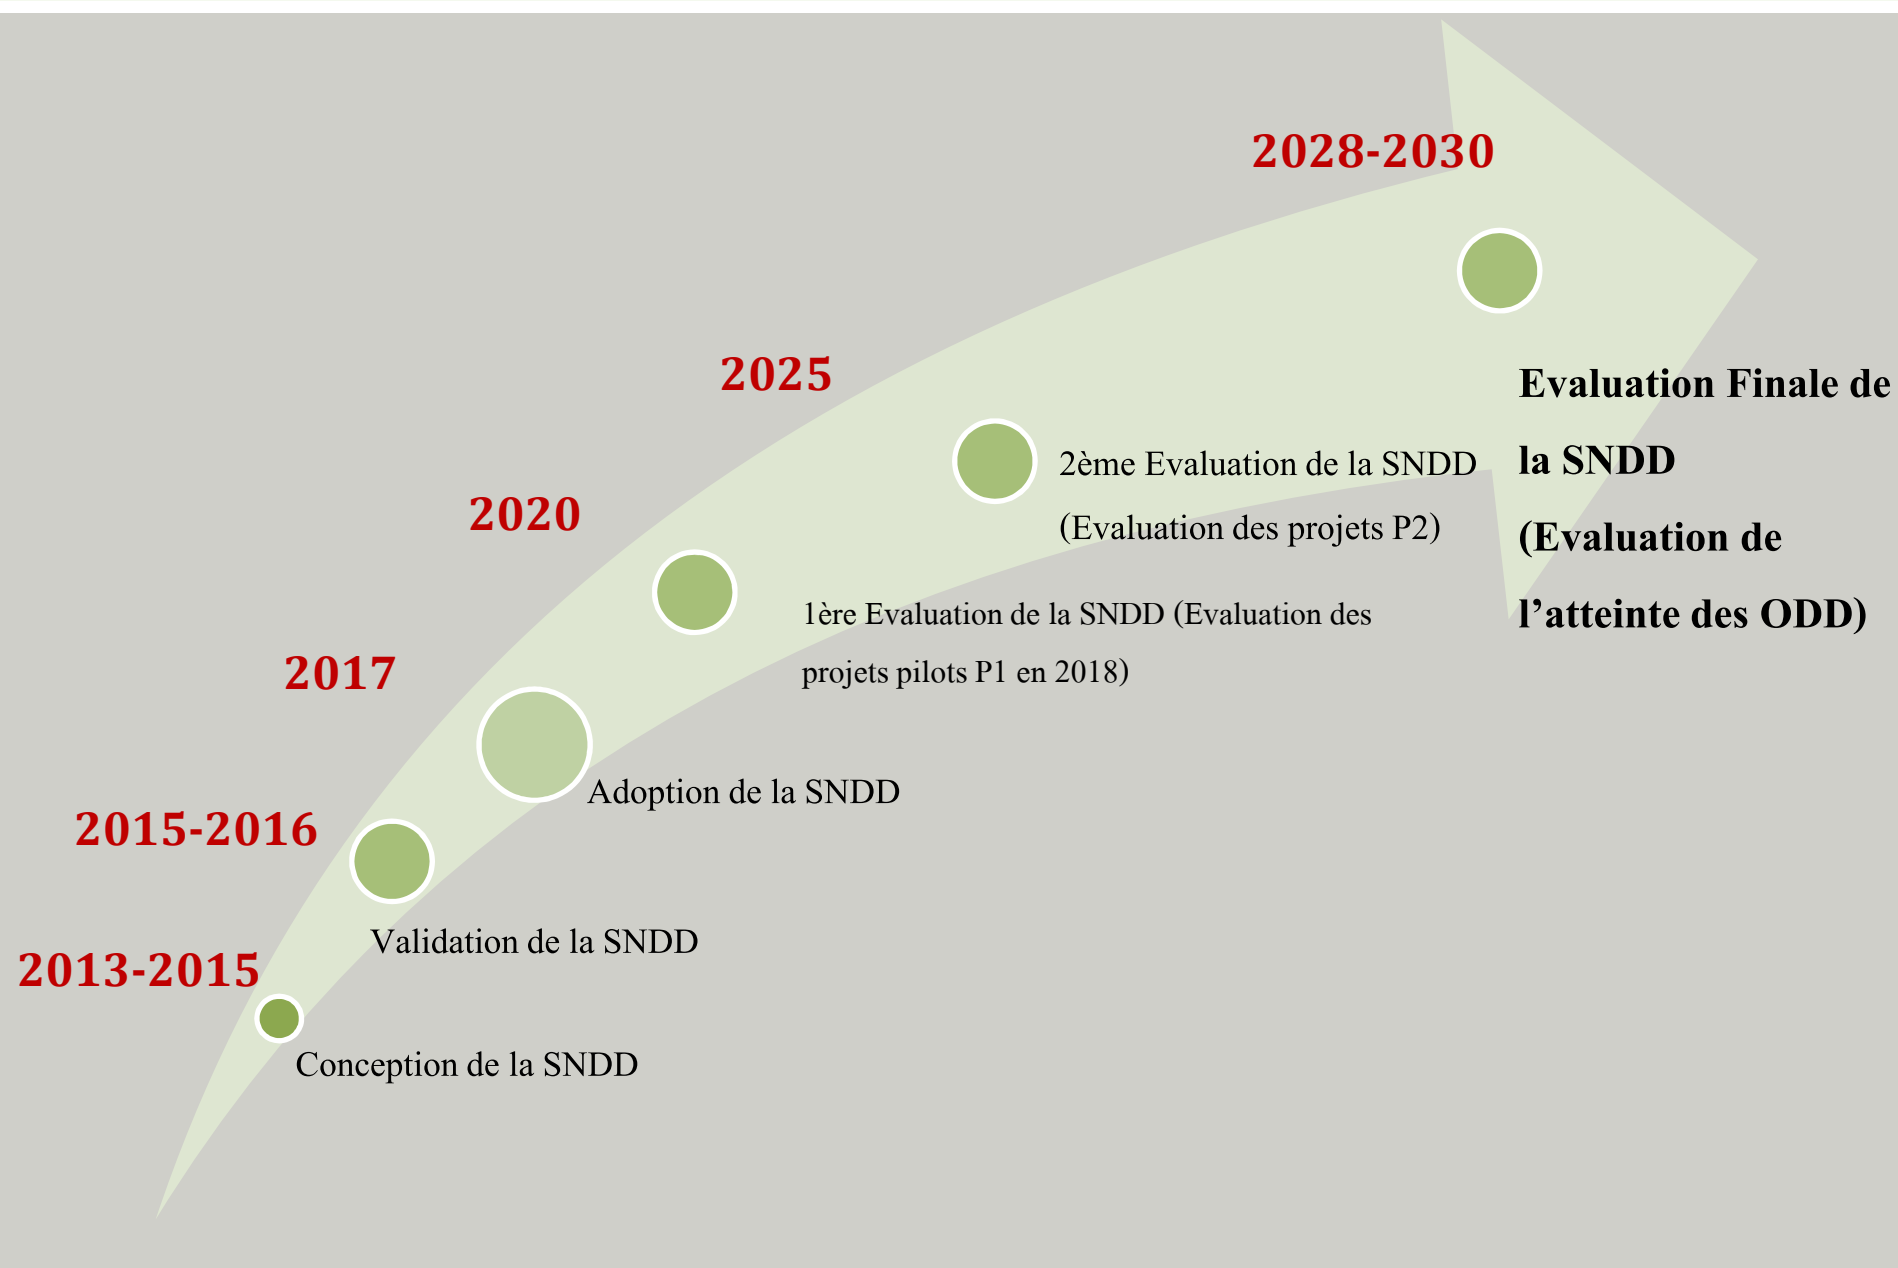 2028-2030
Evaluation Finale de
la SNDD
(Evaluation de
l’atteinte des ODD)
2025
2ème Evaluation de la SNDD
(Evaluation des projets P2)
2020
1ère Evaluation de la SNDD (Evaluation des
projets pilots P1 en 2018)
2017
Adoption de la SNDD
2015-2016
Validation de la SNDD
2013-2015
Conception de la SNDD